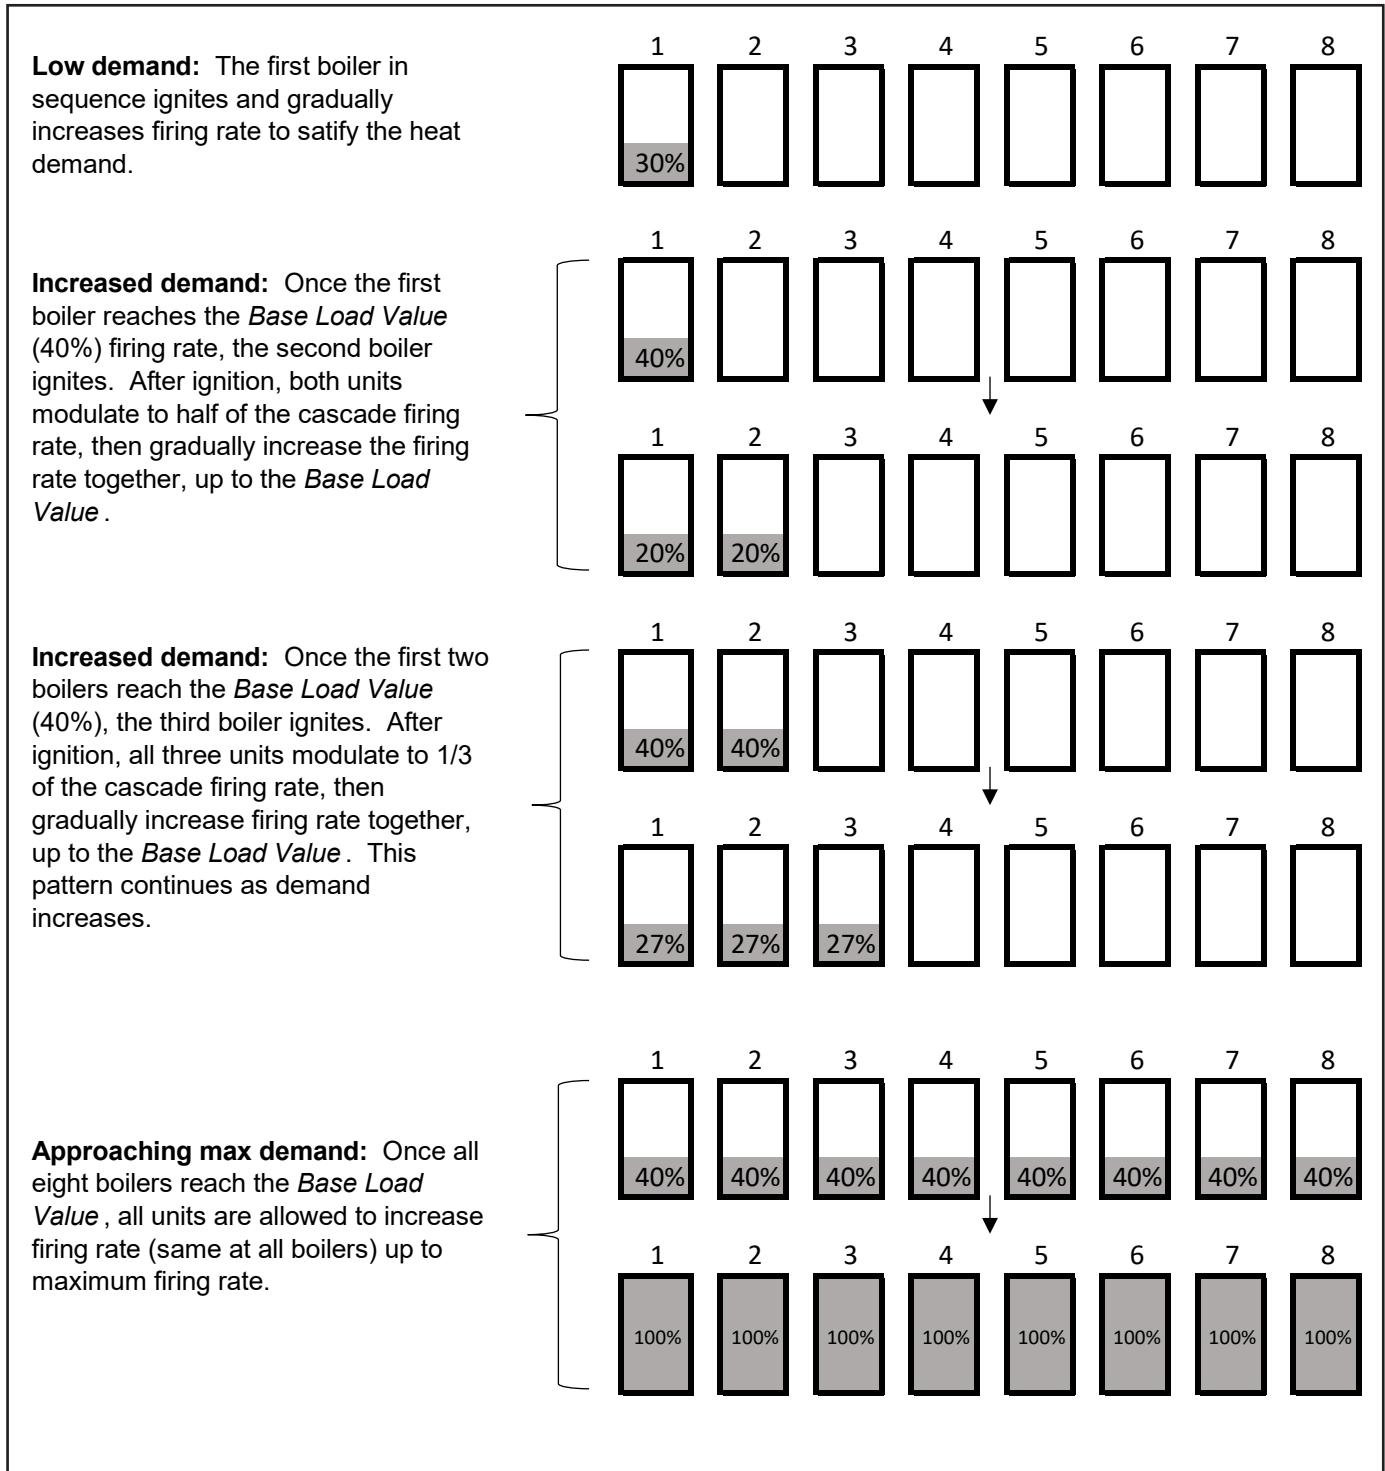 1 2 3 4 5 6 7 8
Low demand: The first boiler in
sequence ignites and gradually
increases firing rate to satify the heat
demand.
30%
1 2 3 4 5 6 7 8
Increased demand: Once the first
boiler reaches the Base Load Value
(40%) firing rate, the second boiler
ignites. After ignition, both units
modulate to half of the cascade firing
rate, then gradually increase the firing
rate together, up to the Base Load
Value .
40%
1 2 3 4 5 6 7 8
20% 20%
1 2 3 4 5 6 7 8
Increased demand: Once the first two
boilers reach the Base Load Value
(40%), the third boiler ignites. After
ignition, all three units modulate to 1/3
of the cascade firing rate, then
gradually increase firing rate together,
up to the Base Load Value . This
pattern continues as demand
increases.
40% 40%
1 2 3 4 5 6 7 8
27% 27% 27%
1 2 3 4 5 6 7 8
Approaching max demand: Once all
eight boilers reach the Base Load
Value , all units are allowed to increase
firing rate (same at all boilers) up to
maximum firing rate.
40% 40% 40% 40% 40% 40% 40% 40%
1 2 3 4 5 6 7 8
100% 100% 100% 100% 100% 100% 100% 100%